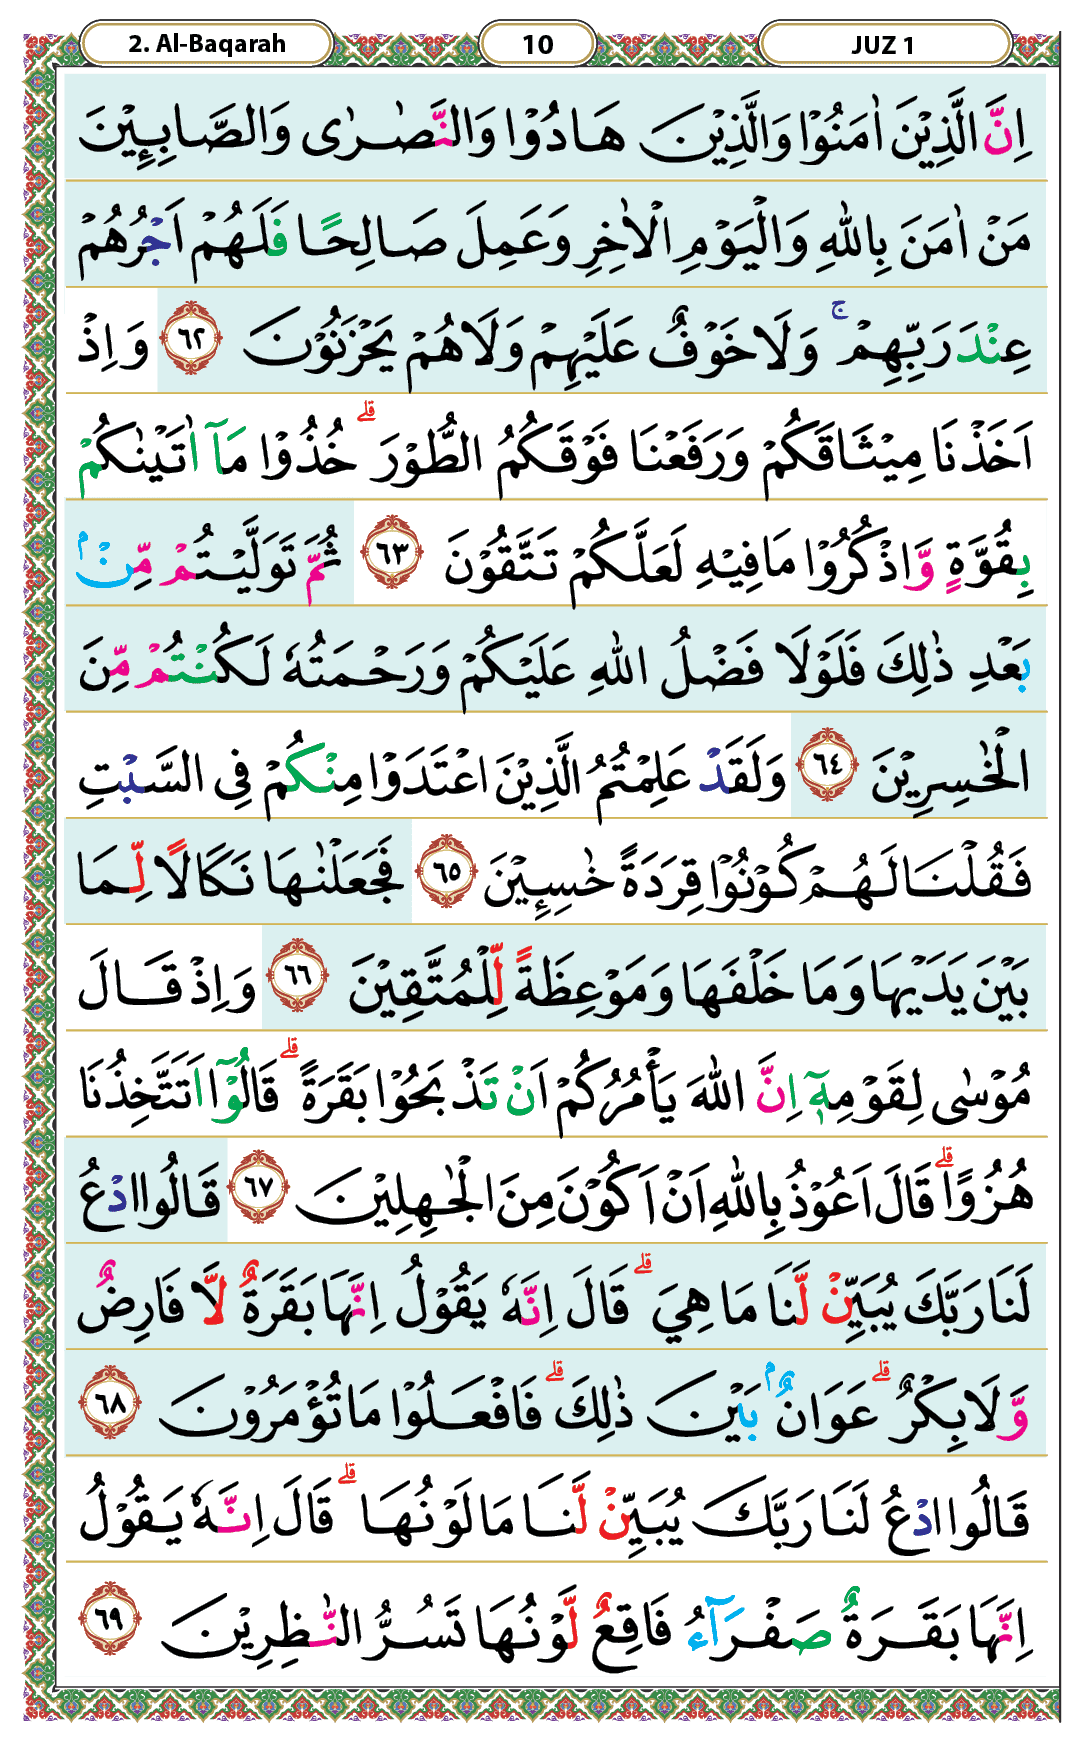 2. Al-Baqarah
10
JUZ 1
اِنَّ الَّذِيْنَ اٰمَنُوْا وَالَّذِيْنَ هَادُوْا وَالنَّصٰرٰى وَالصَّابِـِٕيْنَ
مَنْ اٰمَنَ بِاللّٰهِ وَالْيَوْمِ الْاٰخِرِ وَعَمِلَ صَالِحًا فَلَهُمْ اَجْرُهُمْ
عِنْدَ رَبِّهِمْۚ وَلَا خَوْفٌ عَلَيْهِمْ وَلَا هُمْ يَحْزَنُوْنَ ٦٢ وَاِذْ
اَخَذْنَا مِيْثَاقَكُمْ وَرَفَعْنَا فَوْقَكُمُ الطُّوْرَۗ خُذُوْا مَآ اٰتَيْنٰكُمْ
بِقُوَّةٍ وَّاذْكُرُوْا مَا فِيْهِ لَعَلَّكُمْ تَتَّقُوْنَ ٦٣ ثُمَّ تَوَلَّيْتُمْ مِّنْۢ
بَعْدِ ذٰلِكَ فَلَوْلَا فَضْلُ اللّٰهِ عَلَيْكُمْ وَرَحْمَتُهٗ لَكُنْتُمْ مِّنَ
الْخٰسِرِيْنَ ٦٤ وَلَقَدْ عَلِمْتُمُ الَّذِيْنَ اعْتَدَوْا مِنْكُمْ فِى السَّبْتِ
فَقُلْنَا لَهُمْ كُوْنُوْا قِرَدَةً خٰسِـِٕيْنَ ٦٥ فَجَعَلْنٰهَا نَكَالًا لِّمَا
بَيْنَ يَدَيْهَا وَمَا خَلْفَهَا وَمَوْعِظَةً لِّلْمُتَّقِيْنَ ٦٦ وَاِذْ قَالَ
مُوْسٰى لِقَوْمِهٖٓ اِنَّ اللّٰهَ يَأْمُرُكُمْ اَنْ تَذْبَحُوْا بَقَرَةً ۗ قَالُوْٓا اَتَتَّخِذُنَا
هُزُوًا ۗ قَالَ اَعُوْذُ بِاللّٰهِ اَنْ اَكُوْنَ مِنَ الْجٰهِلِيْنَ ٦٧ قَالُوا ادْعُ
لَنَا رَبَّكَ يُبَيِّنْ لَّنَا مَا هِيَ ۗ قَالَ اِنَّهٗ يَقُوْلُ اِنَّهَا بَقَرَةٌ لَّا فَارِضٌ
وَّلَا بِكْرٌۗ عَوَانٌۢ بَيْنَ ذٰلِكَ ۗ فَافْعَلُوْا مَا تُؤْمَرُوْنَ ٦٨
قَالُوا ادْعُ لَنَا رَبَّكَ يُبَيِّنْ لَّنَا مَا لَوْنُهَا ۗ قَالَ اِنَّهٗ يَقُوْلُ
اِنَّهَا بَقَرَةٌ صَفْرَاۤءُ فَاقِعٌ لَّوْنُهَا تَسُرُّ النّٰظِرِيْنَ ٦٩